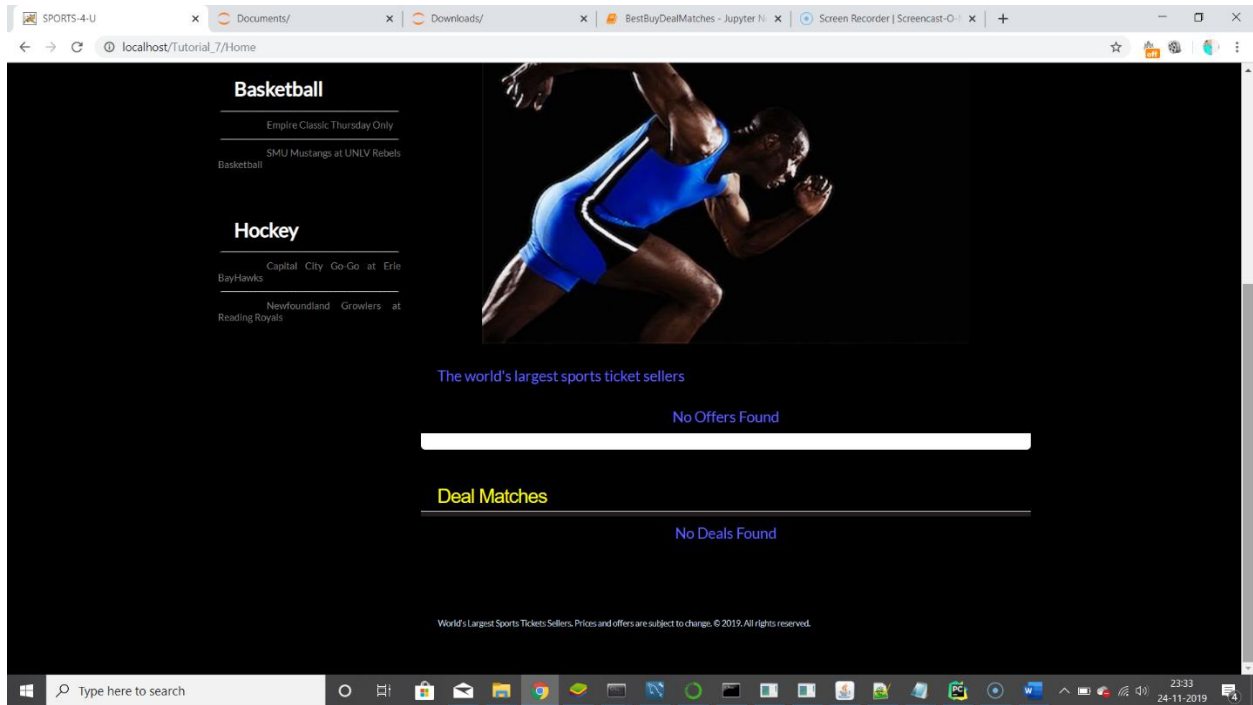 SPORTS-4-U
Documents/
Downloads/
BestBuyDealMatches - Jupyter N
Screen Recorder | Screencast-O-
localhost/Tutorial_7/Home
off
Basketball
Empire Classic Thursday Only
SMU Mustangs at UNLV Rebels
Basketball
Hockey
Capital City Go-Go at Erie
BayHawks
Newfoundland Growlers at
Reading Royals
The world's largest sports ticket sellers
No Offers Found
Deal Matches
No Deals Found
World's Largest Sports Tickets Sellers. Prices and offers are subject to change. © 2019. All rights reserved.
Type here to search
PC
W
23:33
24-11-2019
4